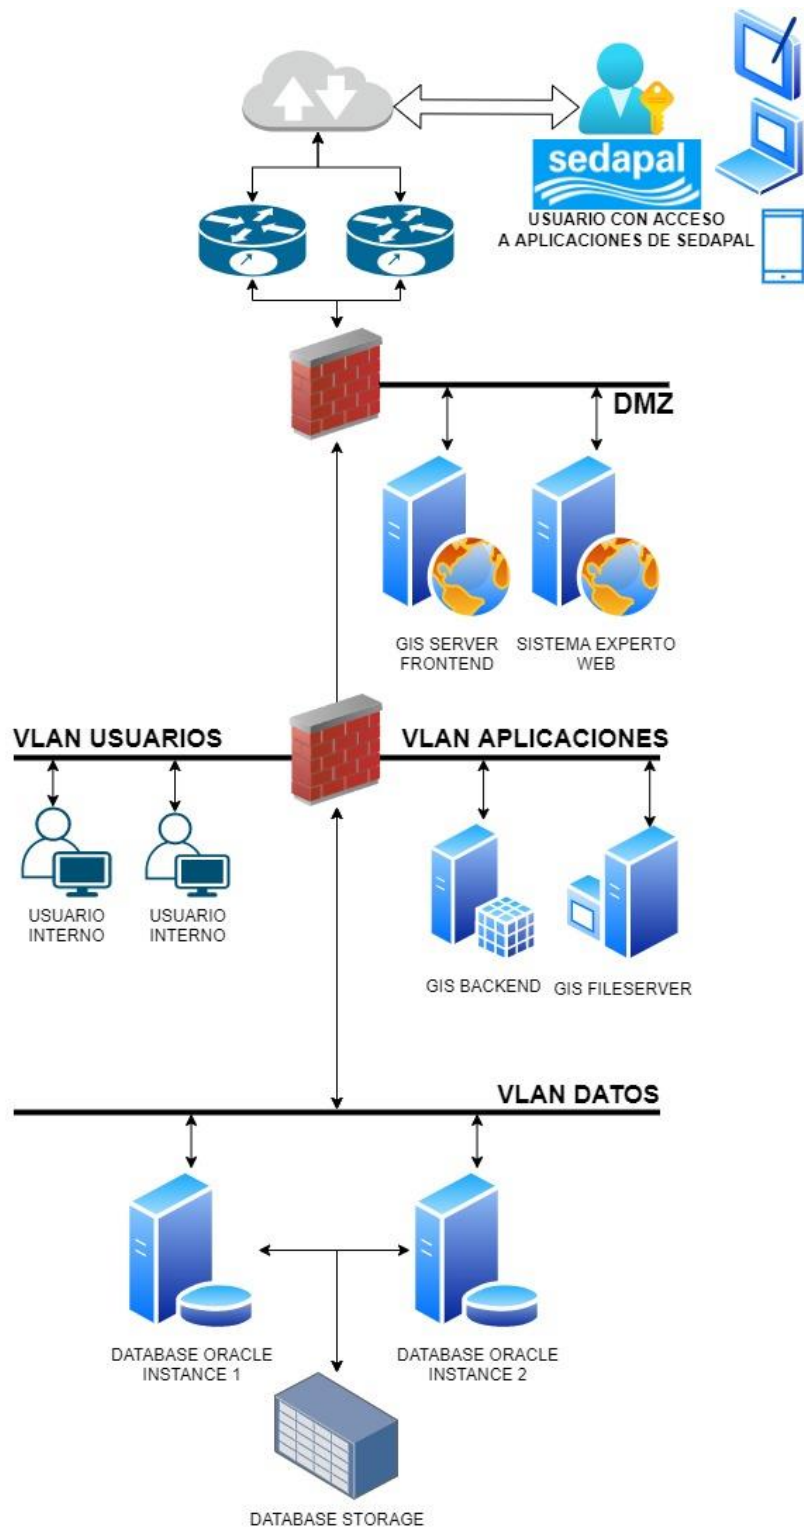 sedapal
USUARIO CON ACCESO
A APLICACIONES DE SEDAPAL
DMZ
GIS SERVER
FRONTEND
SISTEMA EXPERTO
WEB
VLAN USUARIOS
VLAN APLICACIONES
USUARIO
INTERNO
USUARIO
INTERNO
GIS BACKEND
GIS FILESERVER
VLAN DATOS
DATABASE ORACLE
INSTANCE 1
DATABASE ORACLE
INSTANCE 2
DATABASE STORAGE